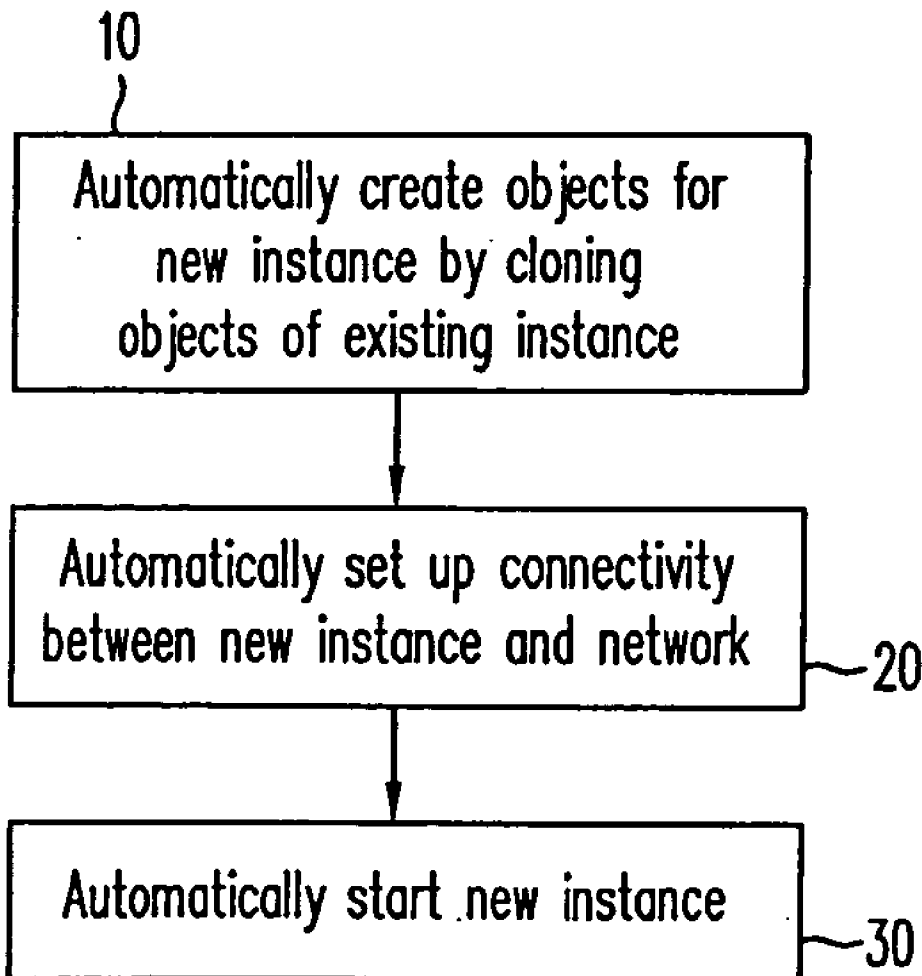 10
Automatically create objects for
new instance by cloning
objects of existing instance
Automatically set up connectivity
between new instance and network
20
Automatically start new instance
30